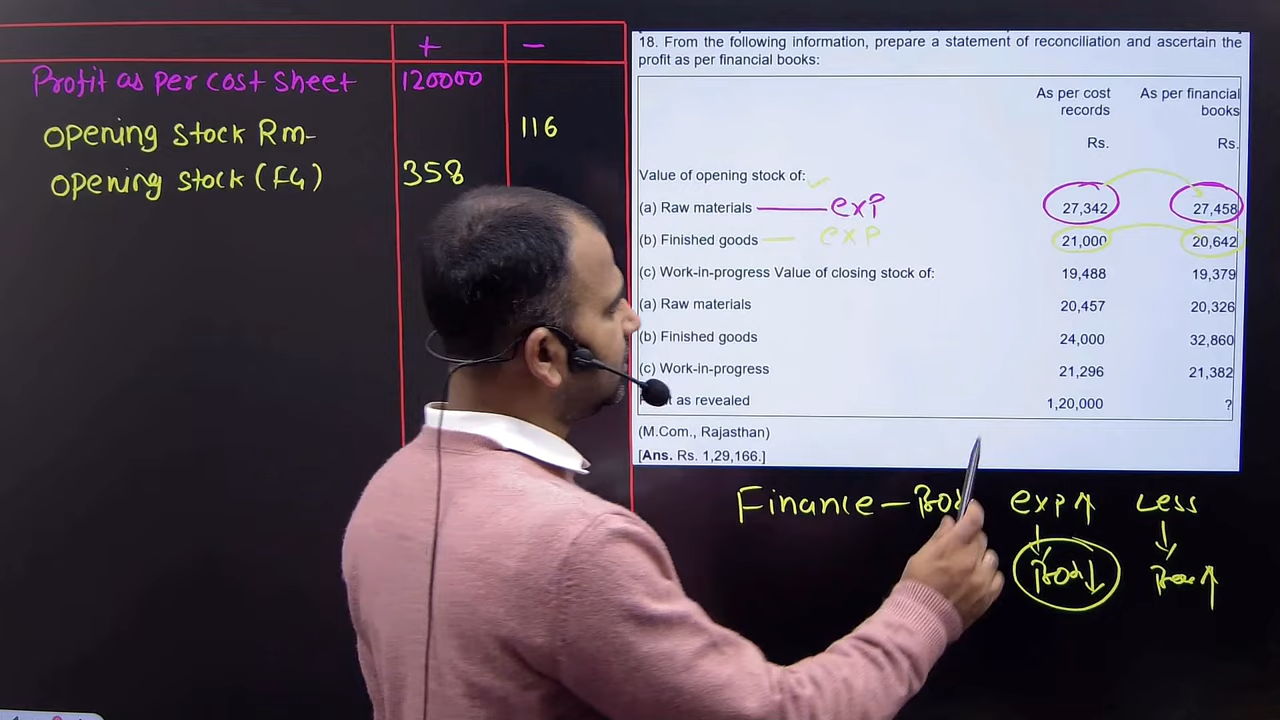 + −
Profit as per cost sheet 120000
opening stock Rm- 116
opening stock (FG) 358
18. From the following information, prepare a statement of reconciliation and ascertain the
profit as per financial books:
As per cost As per financial
records books
Rs. Rs.
Value of opening stock of:
(a) Raw materials exp 27,342 27,458
(b) Finished goods exp 21,000 20,642
(c) Work-in-progress Value of closing stock of: 19,488 19,379
(a) Raw materials 20,457 20,326
(b) Finished goods 24,000 32,860
(c) Work-in-progress 21,296 21,382
as revealed 1,20,000 ?
(M.Com., Rajasthan)
[Ans. Rs. 1,29,166.]
Finance – exp↑ Less